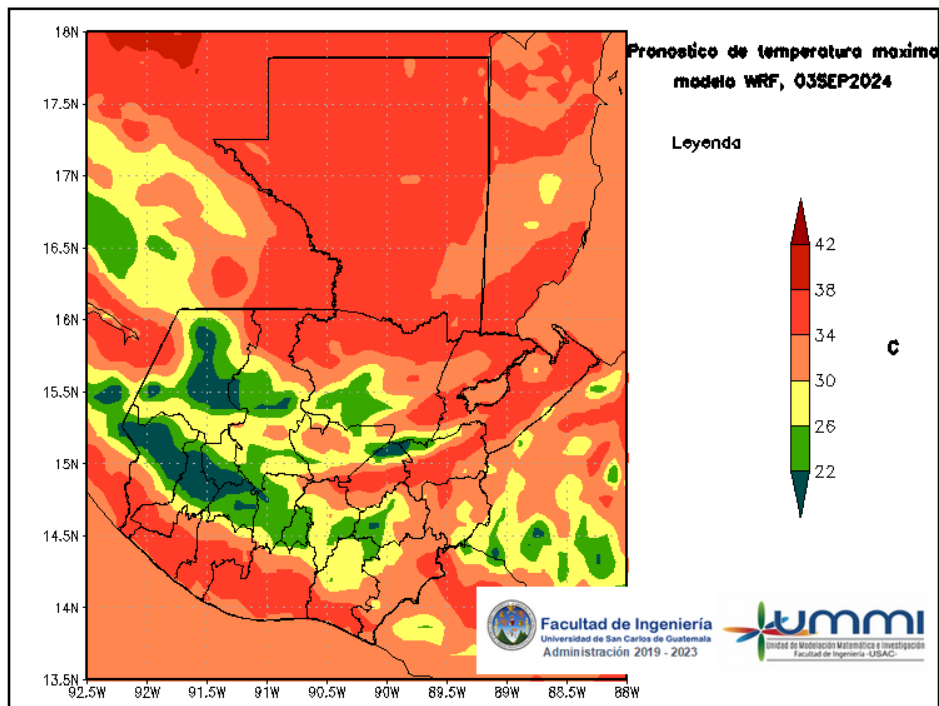 Pronostico de temperatura maxima
modelo WRF, 03SEP2024
Leyenda
18N
17.5N
17N
16.5N
16N
15.5N
15N
14.5N
14N
13.5N
92.5W 92W 91.5W 91W 90.5W 90W 89.5W 89W 88.5W 88W
42
38
34
30
26
22
C
Facultad de Ingeniería
Universidad de San Carlos de Guatemala
Administración 2019 - 2023
UMMI
Unidad de Modelación Matemática e Investigación
Facultad de Ingeniería -USAC-